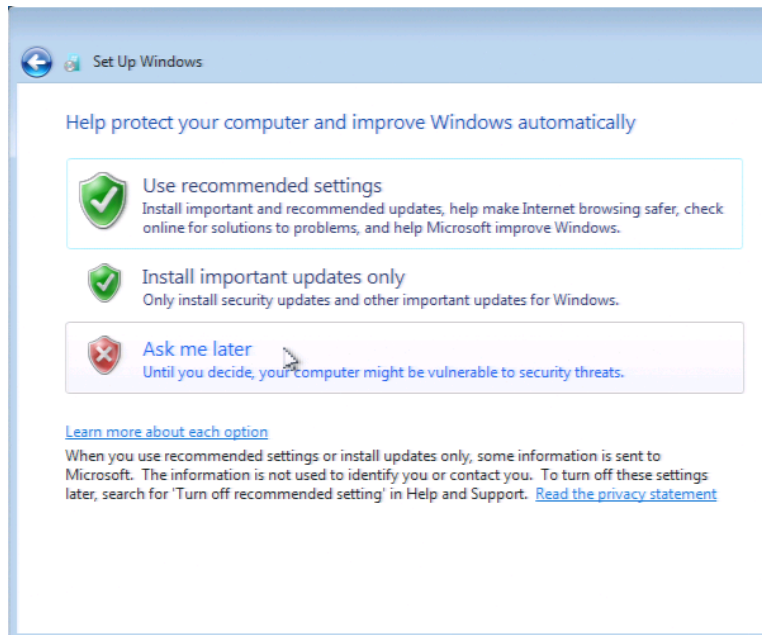 Set Up Windows
Help protect your computer and improve Windows automatically
Use recommended settings
Install important and recommended updates, help make Internet browsing safer, check
online for solutions to problems, and help Microsoft improve Windows.
Install important updates only
Only install security updates and other important updates for Windows.
Ask me later
Until you decide, your computer might be vulnerable to security threats.
Learn more about each option
When you use recommended settings or install updates only, some information is sent to
Microsoft. The information is not used to identify you or contact you. To turn off these settings
later, search for 'Turn off recommended setting' in Help and Support. Read the privacy statement